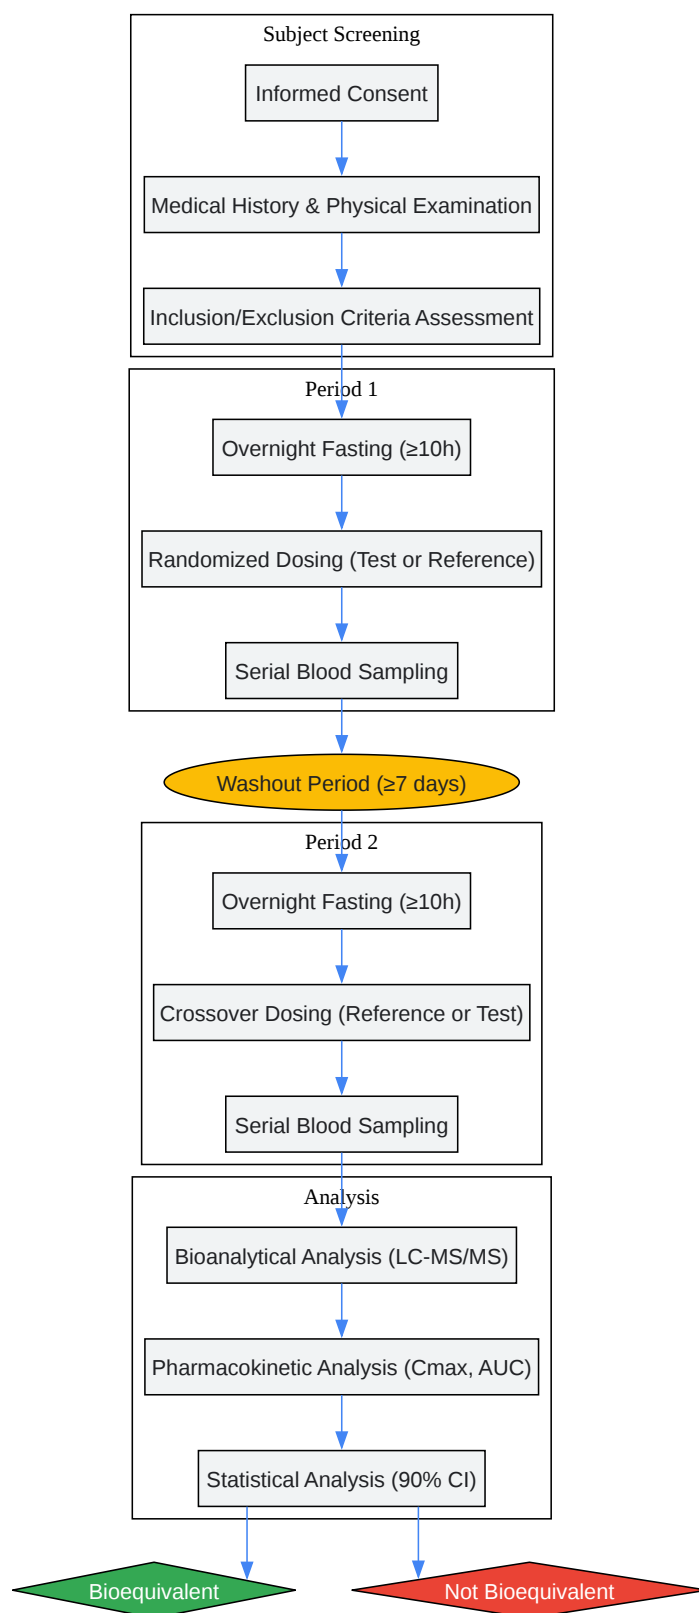 Subject Screening
Informed Consent
Medical History & Physical Examination
Inclusion/Exclusion Criteria Assessment
Period 1
Overnight Fasting (≥10h)
Randomized Dosing (Test or Reference)
Serial Blood Sampling
Washout Period (≥7 days)
Period 2
Overnight Fasting (≥10h)
Crossover Dosing (Reference or Test)
Serial Blood Sampling
Analysis
Bioanalytical Analysis (LC-MS/MS)
Pharmacokinetic Analysis (Cmax, AUC)
Statistical Analysis (90% CI)
Bioequivalent
Not Bioequivalent